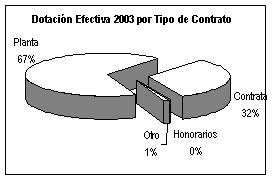 Dotación Efectiva 2003 por Tipo de Contrato
Planta
67%
Contrata
32%
Otro
1%
Honorarios
0%